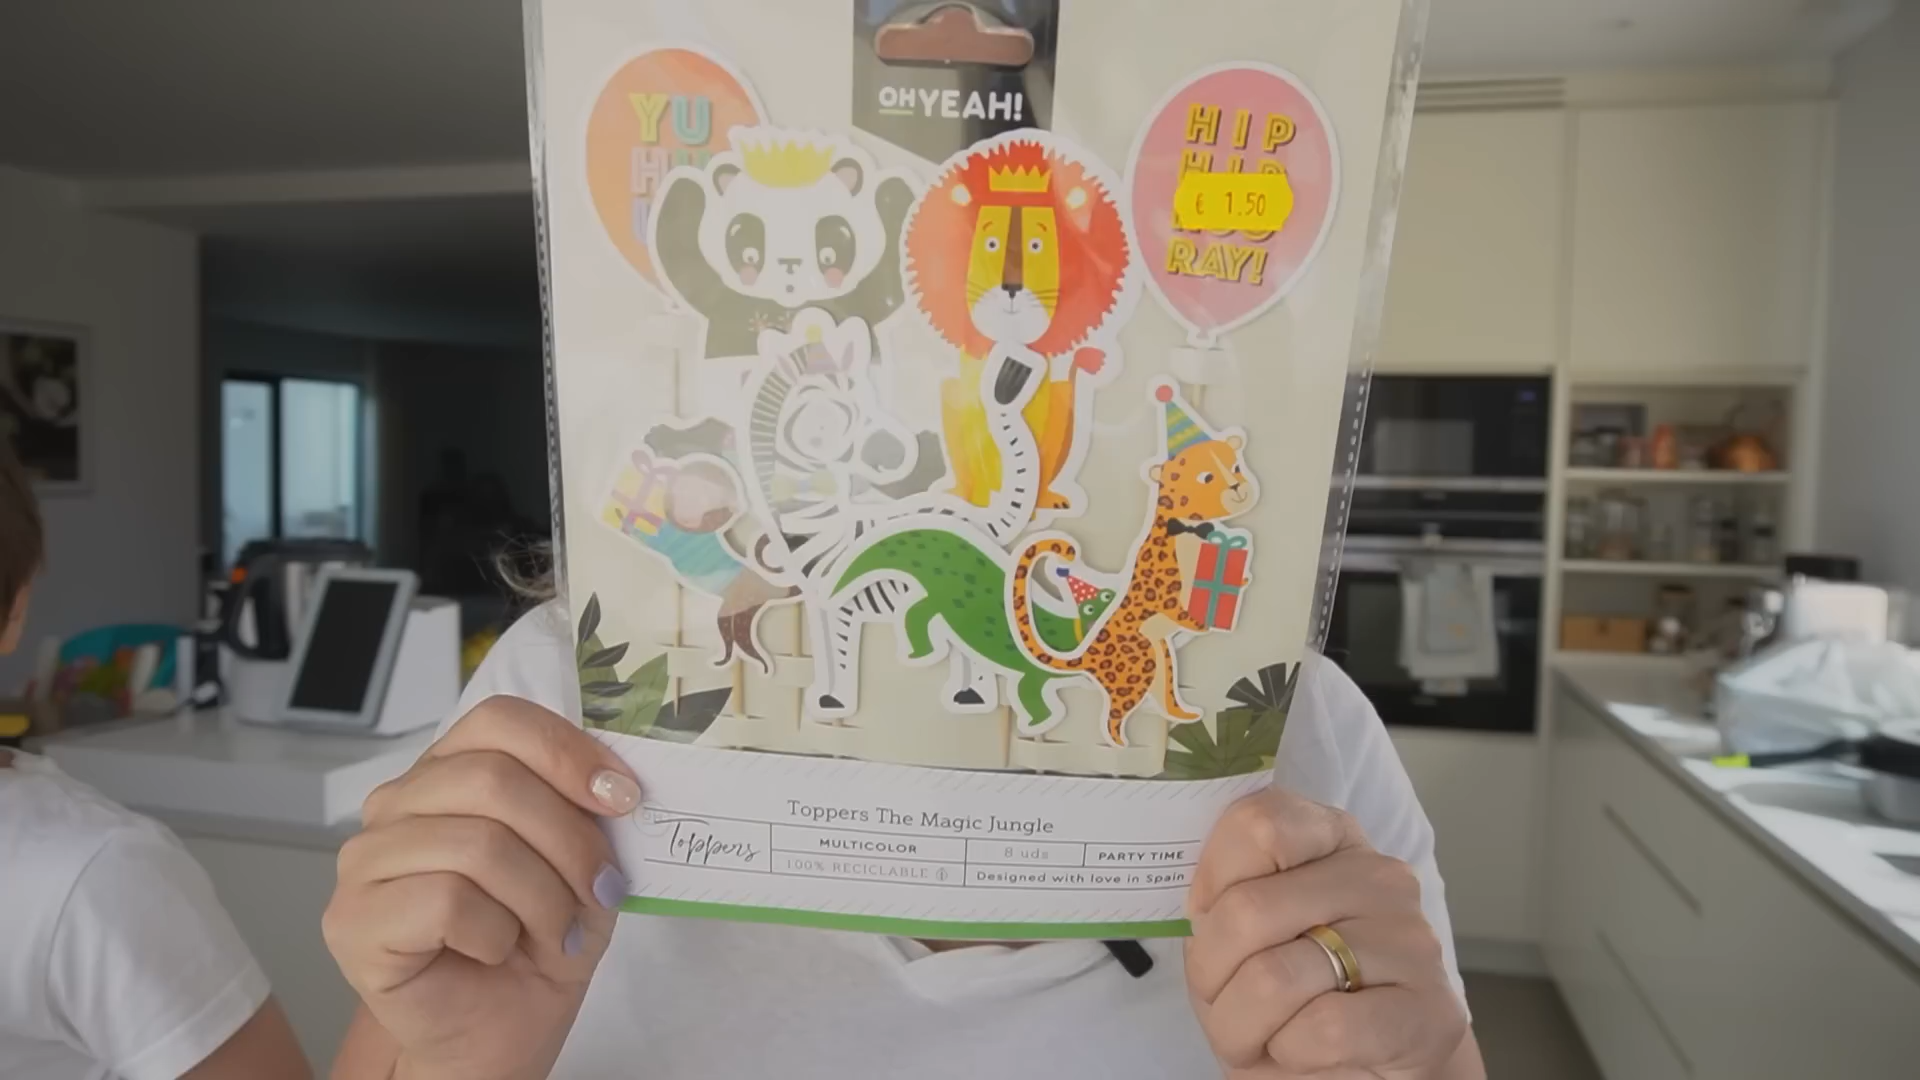 OH YEAH!
YU
H
HIP
HIP
€ 1.50
RAY!
Toppers The Magic Jungle
Toppers
MULTICOLOR
100% RECICLABLE
8 uds
PARTY TIME
Designed with love in Spain